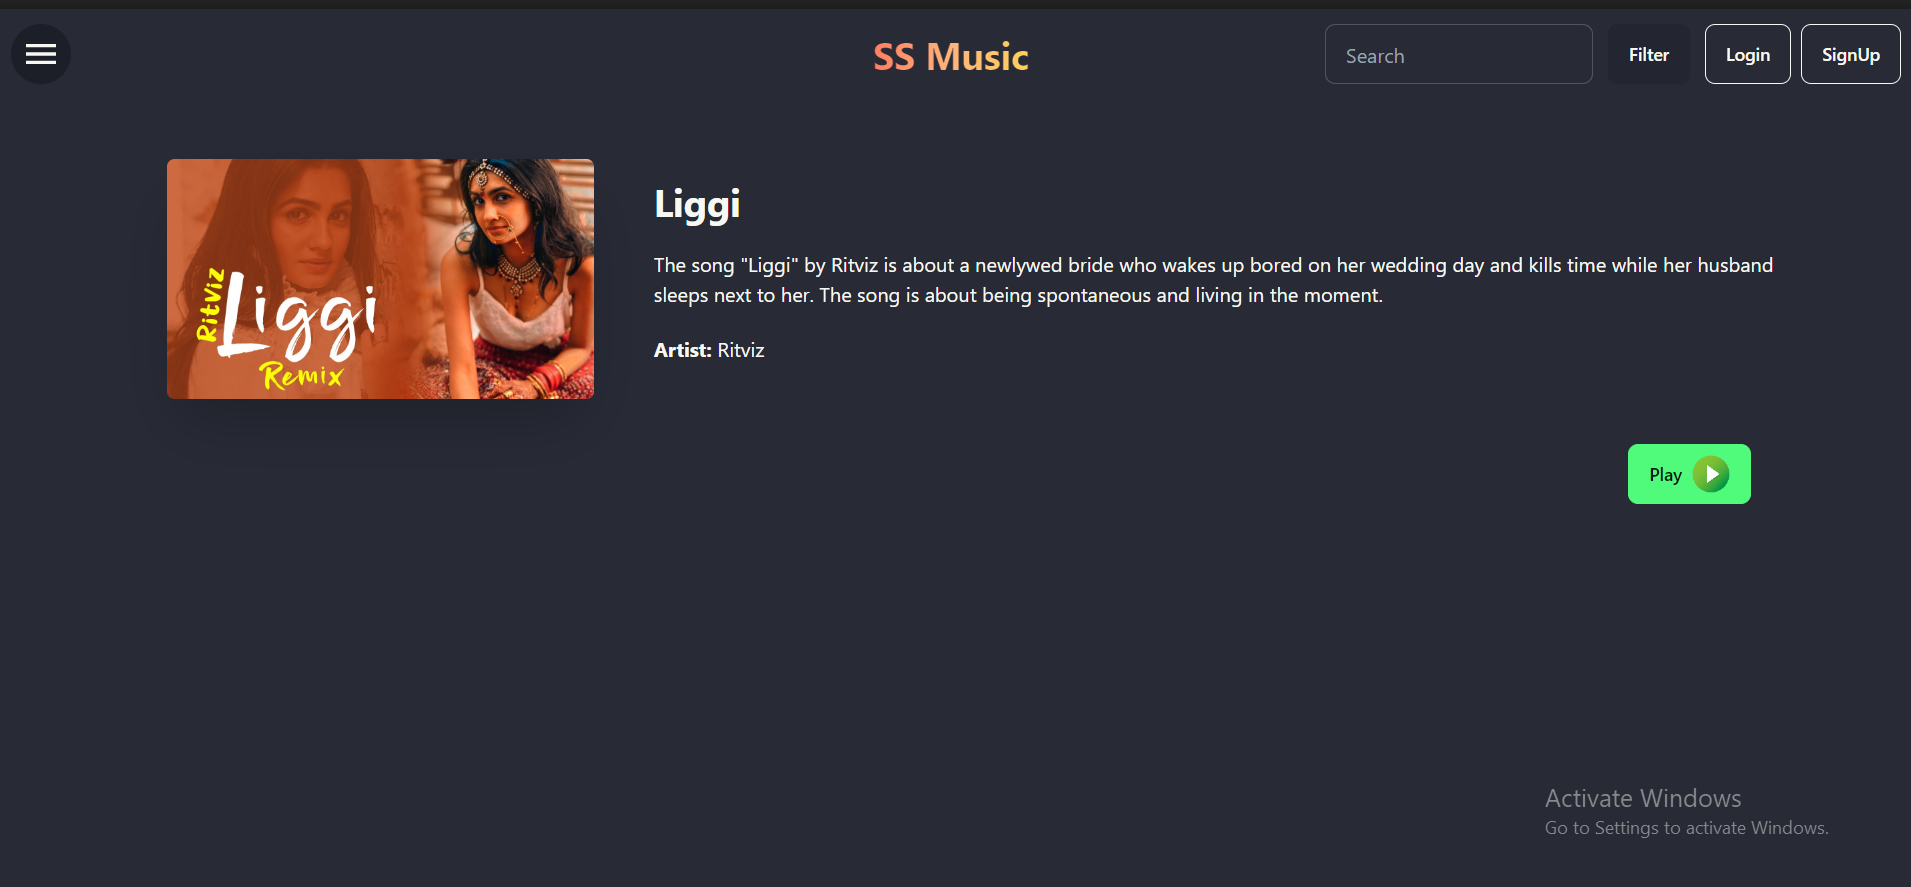 SS Music
Search
Filter
Login
SignUp
Ritviz
Liggi
Remix
Liggi
The song "Liggi" by Ritviz is about a newlywed bride who wakes up bored on her wedding day and kills time while her husband
sleeps next to her. The song is about being spontaneous and living in the moment.
Artist: Ritviz
Play
Activate Windows
Go to Settings to activate Windows.